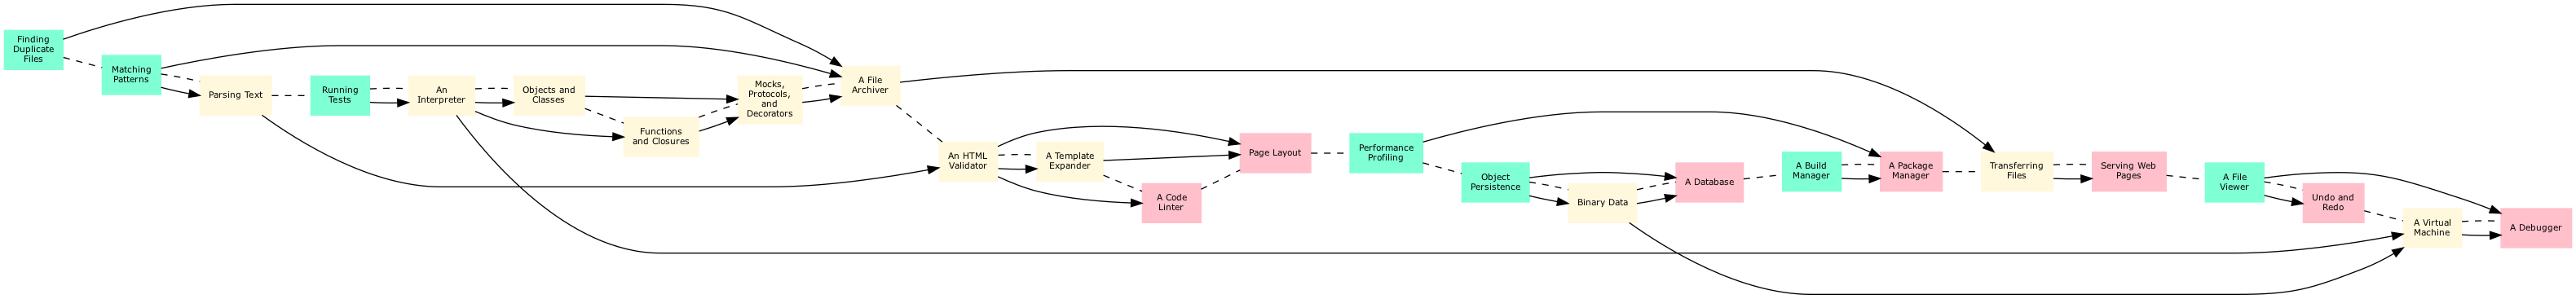 Finding
Duplicate
Files
Matching
Patterns
Parsing Text
Running
Tests
An
Interpreter
Objects and
Classes
Functions
and Closures
Mocks,
Protocols,
and
Decorators
A File
Archiver
An HTML
Validator
A Template
Expander
A Code
Linter
Page Layout
Performance
Profiling
Object
Persistence
Binary Data
A Database
A Build
Manager
A Package
Manager
Transferring
Files
Serving Web
Pages
A File
Viewer
Undo and
Redo
A Virtual
Machine
A Debugger